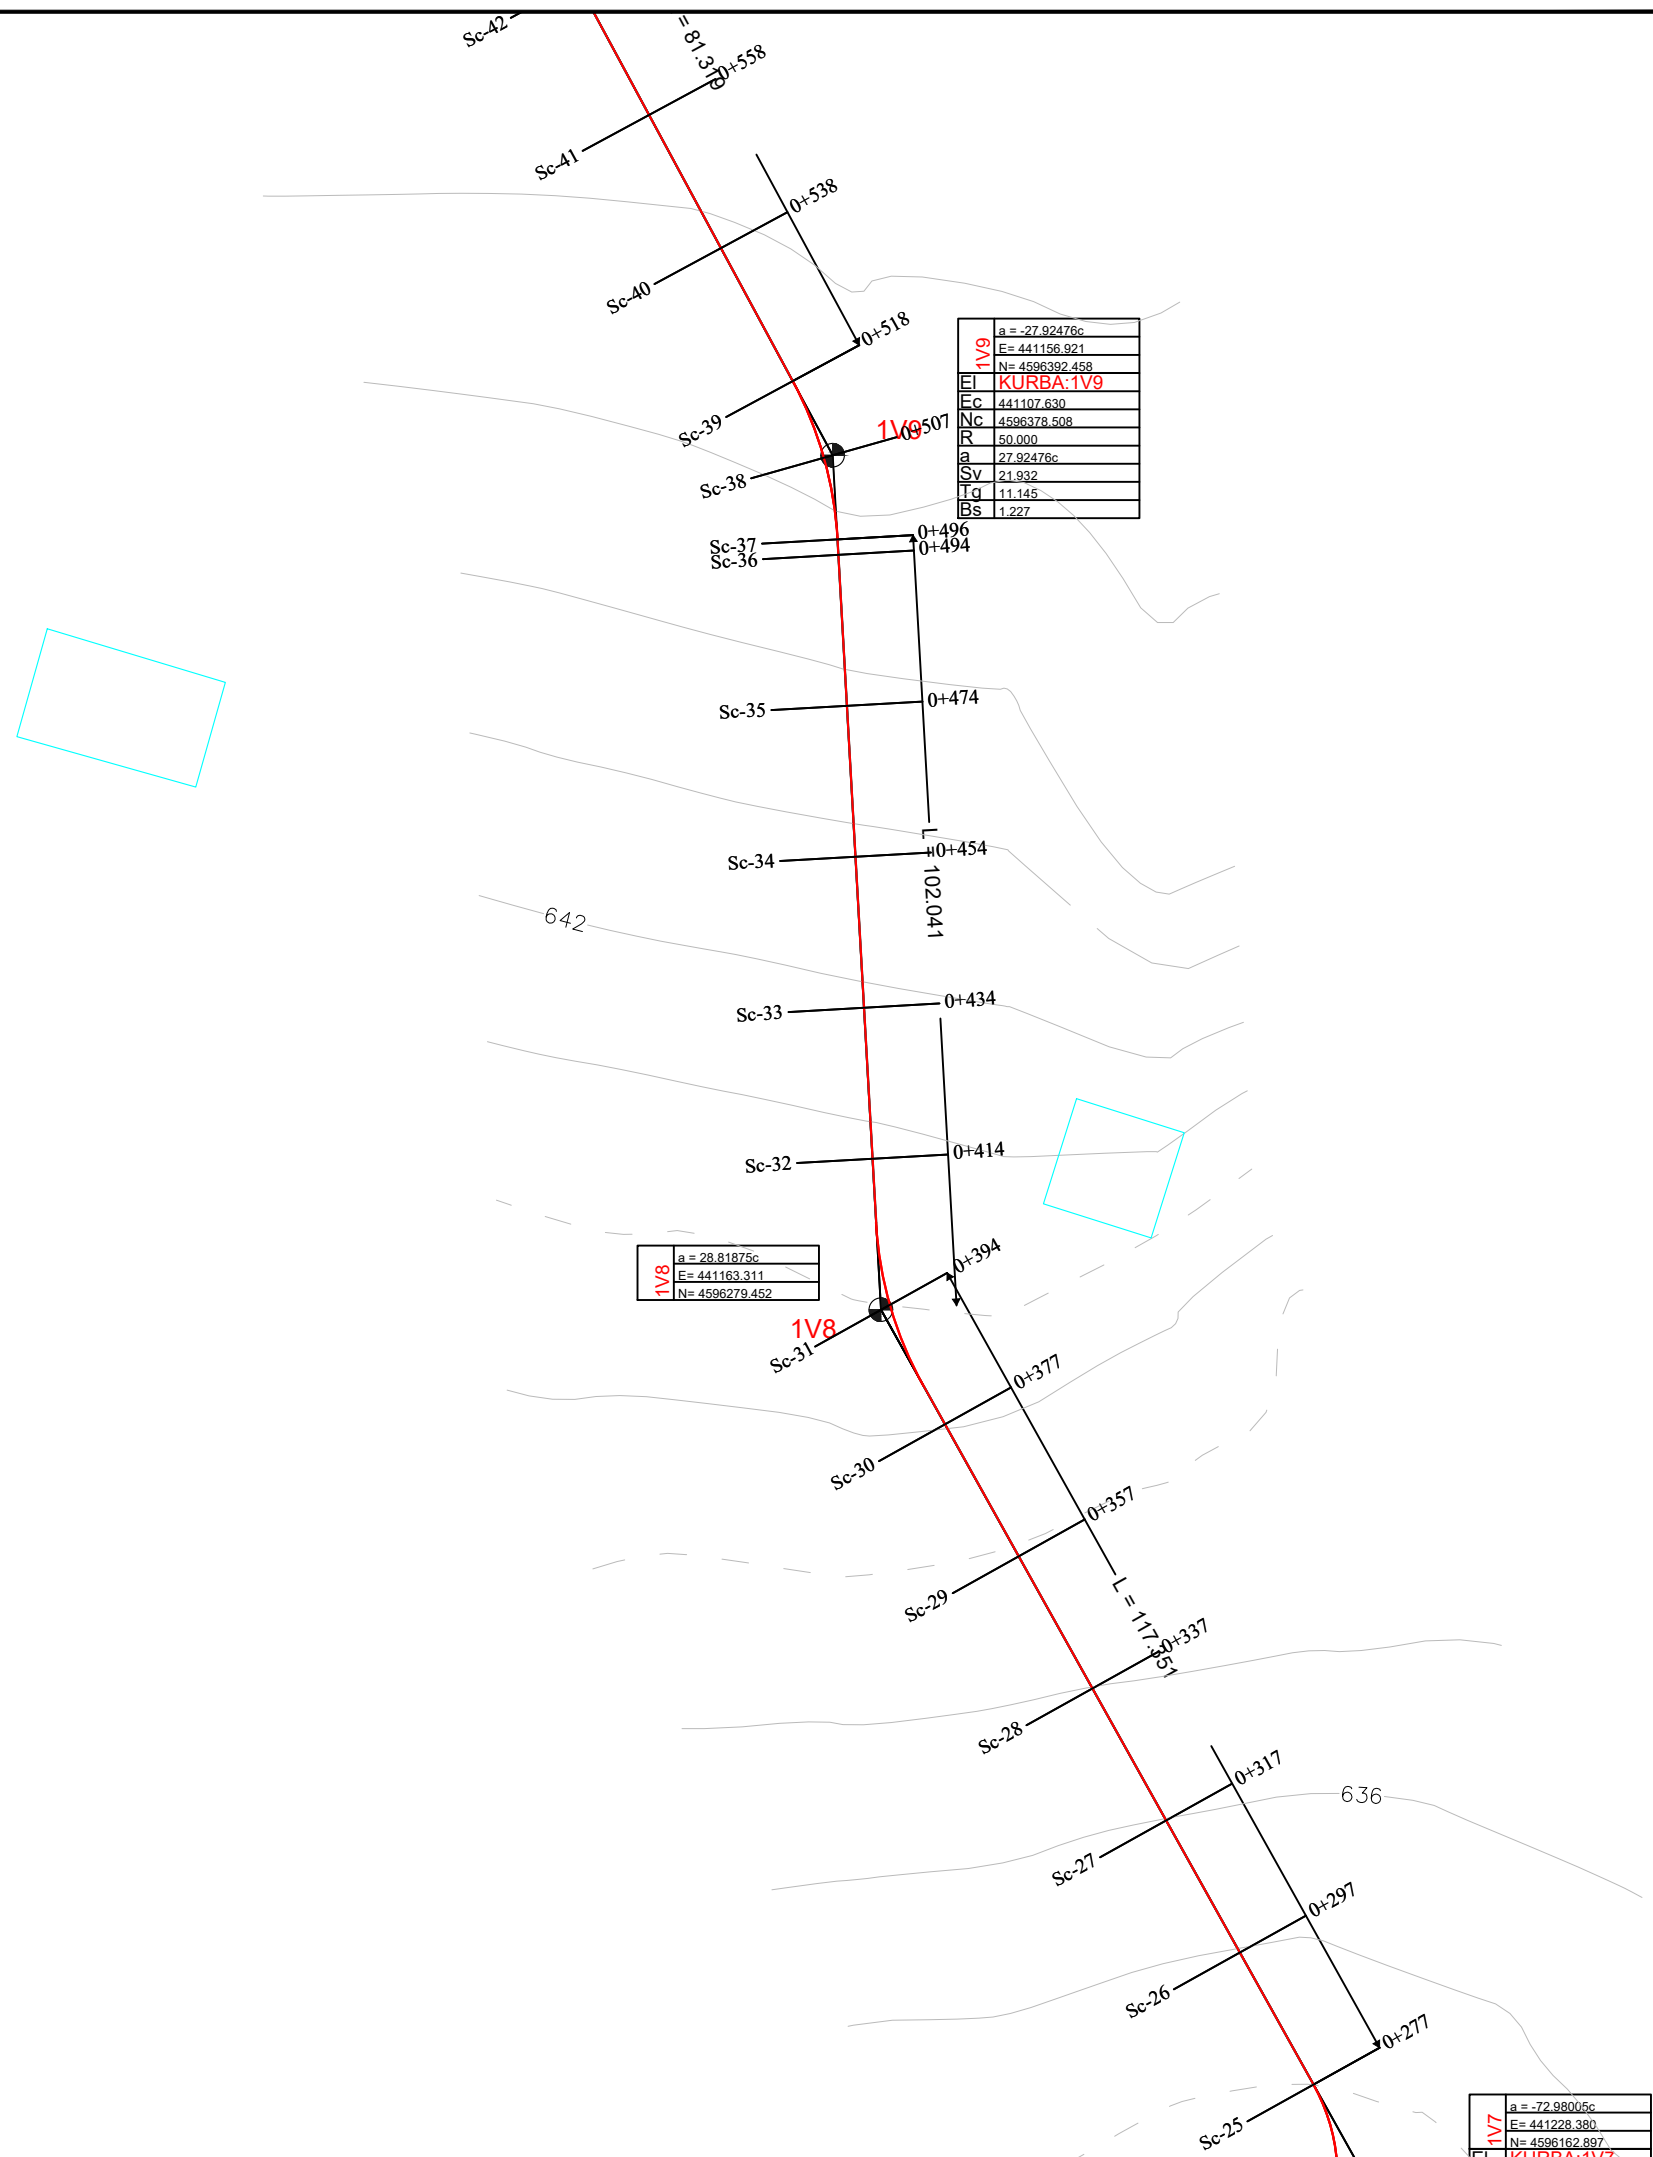 Sc-42
= 81.319
0+558
Sc-41
0+538
Sc-40
0+518
Sc-39
1V9
0+507
Sc-38
1V9
a = -27.92476c
E= 441156.921
N= 4596392.458
El KURBA:1V9
Ec 441107.630
Nc 4596378.508
R 50.000
a 27.92476c
Sv 21.932
Tg 11.145
Bs 1.227
0+496
Sc-37
0+494
Sc-36
0+474
Sc-35
0+454
Sc-34
L = 102.041
642
0+434
Sc-33
0+414
Sc-32
1V8
a = 28.81875c
E= 441163.311
N= 4596279.452
0+394
1V8
Sc-31
0+377
Sc-30
0+357
Sc-29
L = 117.351
0+337
Sc-28
0+317
636
Sc-27
0+297
Sc-26
0+277
Sc-25
1V7
a = -72.98005c
E= 441228.380
N= 4596162.897
El KURBA:1V7